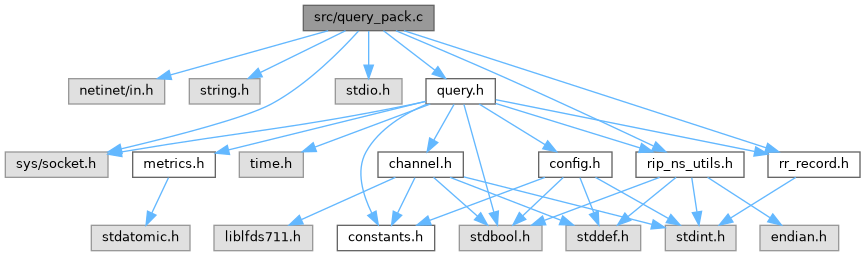 src/query_pack.c
netinet/in.h
string.h
stdio.h
query.h
sys/socket.h
metrics.h
time.h
channel.h
config.h
rip_ns_utils.h
rr_record.h
stdatomic.h
liblfds711.h
constants.h
stdbool.h
stddef.h
stdint.h
endian.h